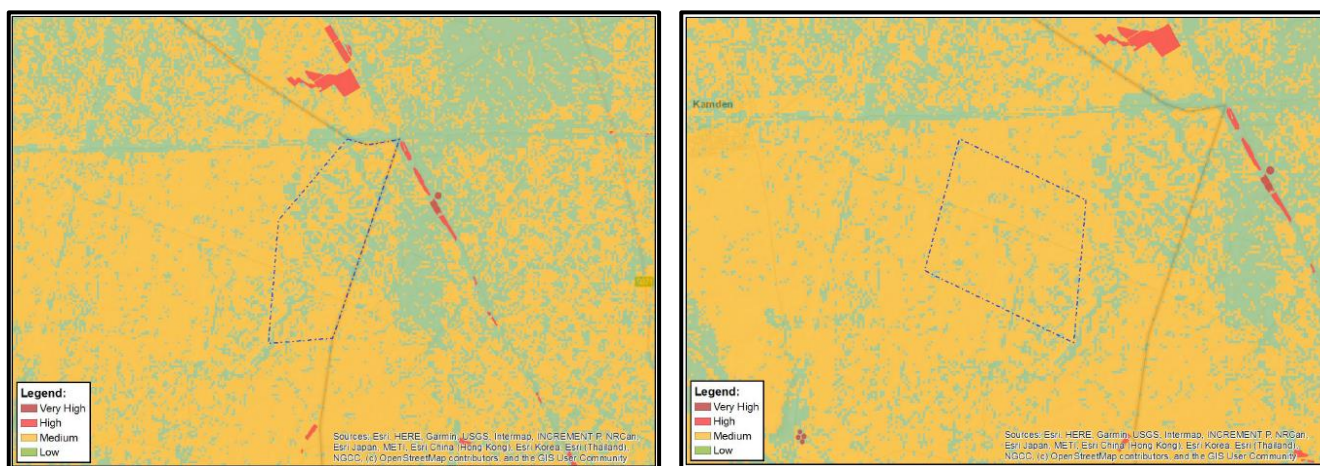 Legend:
Very High
High
Medium
Low
Sources: Esri, HERE, Garmin, USGS, Intermap, INCREMENT P, NRCan,
Esri Japan, METI, Esri China (Hong Kong), Esri Korea, Esri (Thailand),
NGCC, (c) OpenStreetMap contributors, and the GIS User Community
Kamden
Legend:
Very High
High
Medium
Low
Sources: Esri, HERE, Garmin, USGS, Intermap, INCREMENT P, NRCan,
Esri Japan, METI, Esri China (Hong Kong), Esri Korea, Esri (Thailand),
NGCC, (c) OpenStreetMap contributors, and the GIS User Community